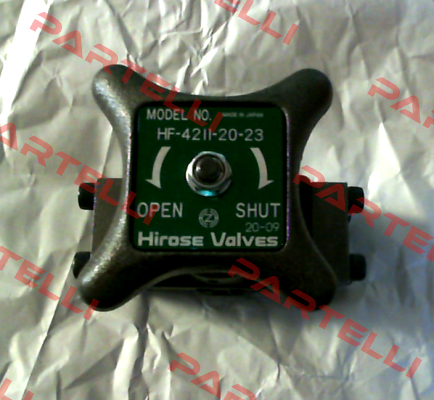 PARTELLI
PARTELLI
MODEL NO.
MADE IN JAPAN
HF-4211-20-23
OPEN SHUT
20-09
Hirose Valves
PARTELLI
PARTELLI
PARTELLI